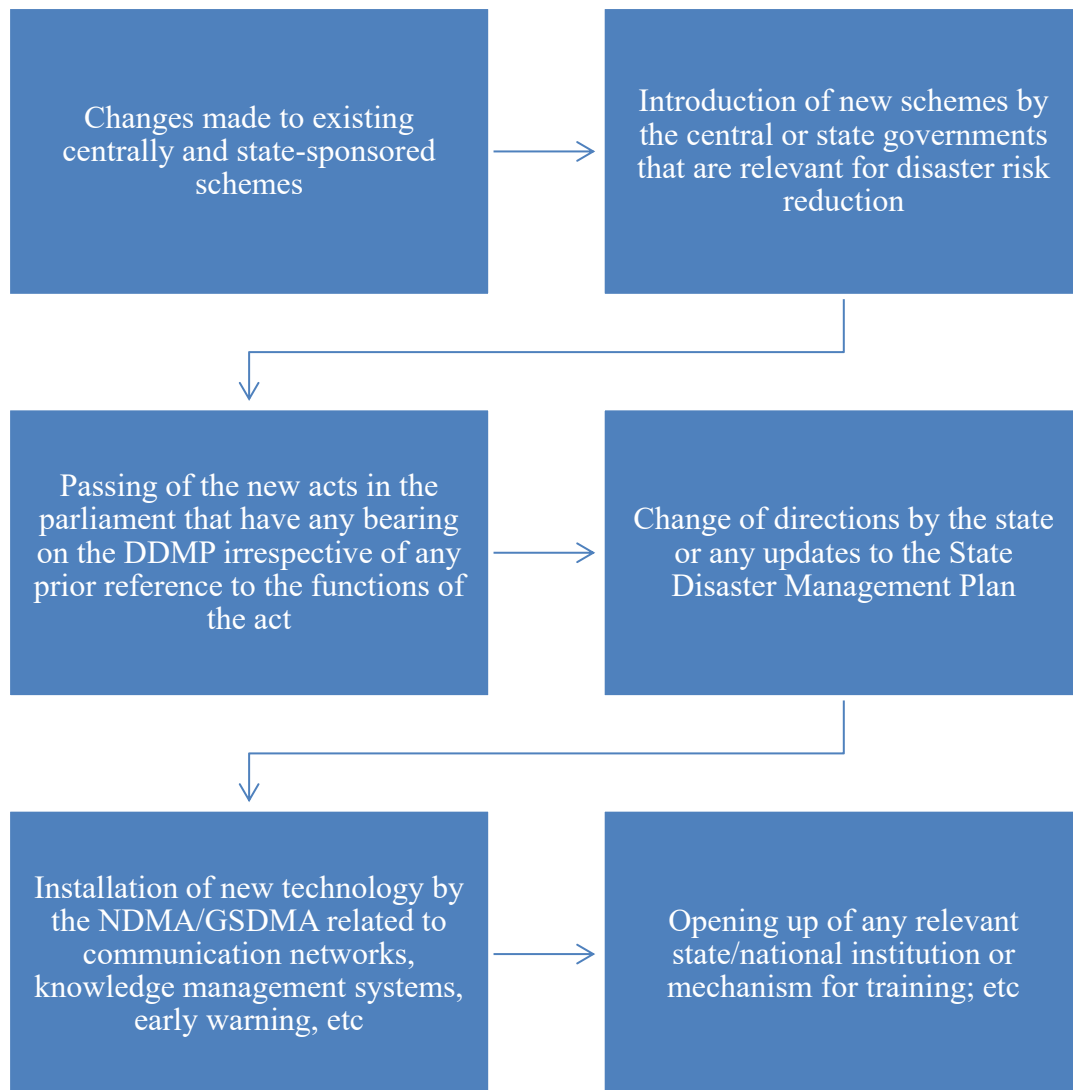 Changes made to existing
centrally and state-sponsored
schemes
Introduction of new schemes by
the central or state governments
that are relevant for disaster risk
reduction
Passing of the new acts in the
parliament that have any bearing
on the DDMP irrespective of any
prior reference to the functions of
the act
Change of directions by the state
or any updates to the State
Disaster Management Plan
Installation of new technology by
the NDMA/GSDMA related to
communication networks,
knowledge management systems,
early warning, etc
Opening up of any relevant
state/national institution or
mechanism for training; etc